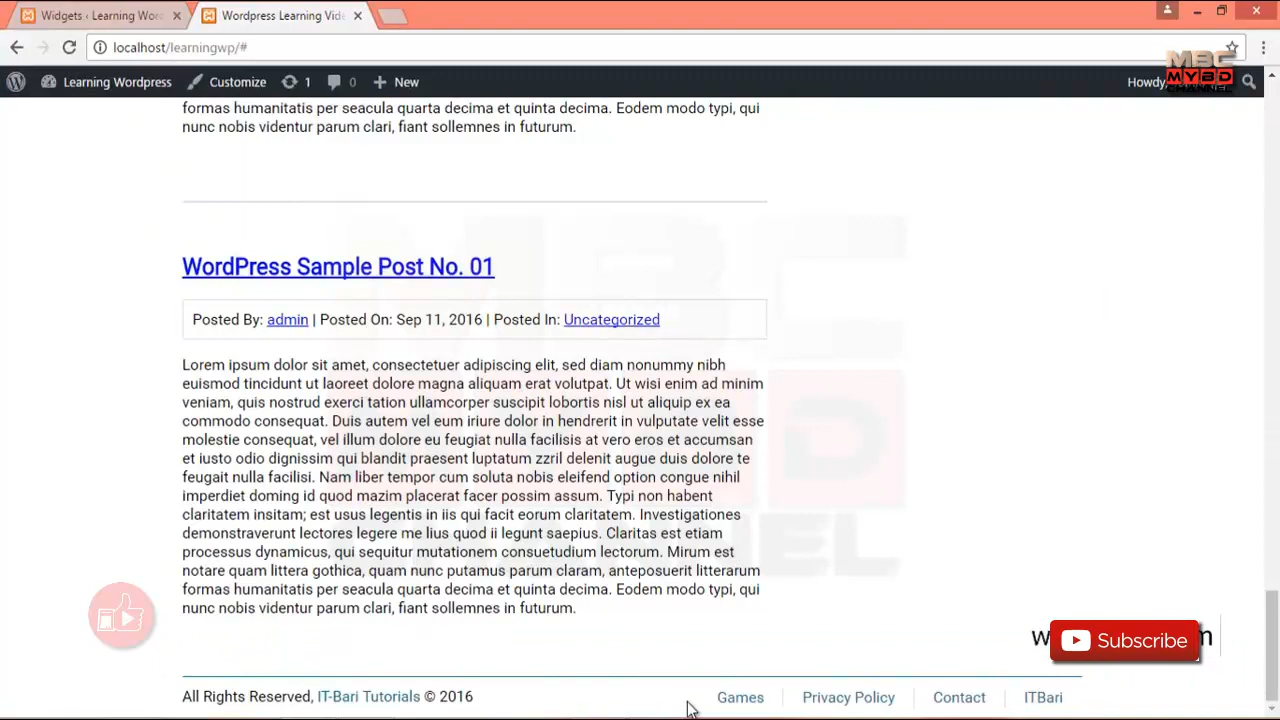 Widgets ‹ Learning Wor
Wordpress Learning Vide
localhost/learningwp/#
MBC
MYBD
CHANNEL
Learning Wordpress
Customize
1
0
New
Howdy
formas humanitatis per seacula quarta decima et quinta decima. Eodem modo typi, qui
nunc nobis videntur parum clari, fiant sollemnes in futurum.
WordPress Sample Post No. 01
Posted By: admin | Posted On: Sep 11, 2016 | Posted In: Uncategorized
Lorem ipsum dolor sit amet, consectetuer adipiscing elit, sed diam nonummy nibh
euismod tincidunt ut laoreet dolore magna aliquam erat volutpat. Ut wisi enim ad minim
veniam, quis nostrud exerci tation ullamcorper suscipit lobortis nisl ut aliquip ex ea
commodo consequat. Duis autem vel eum iriure dolor in hendrerit in vulputate velit esse
molestie consequat, vel illum dolore eu feugiat nulla facilisis at vero eros et accumsan
et iusto odio dignissim qui blandit praesent luptatum zzril delenit augue duis dolore te
feugait nulla facilisi. Nam liber tempor cum soluta nobis eleifend option congue nihil
imperdiet doming id quod mazim placerat facer possim assum. Typi non habent
claritatem insitam; est usus legentis in iis qui facit eorum claritatem. Investigationes
demonstraverunt lectores legere me lius quod ii legunt saepius. Claritas est etiam
processus dynamicus, qui sequitur mutationem consuetudium lectorum. Mirum est
notare quam littera gothica, quam nunc putamus parum claram, anteposuerit litterarum
formas humanitatis per seacula quarta decima et quinta decima. Eodem modo typi, qui
nunc nobis videntur parum clari, fiant sollemnes in futurum.
MBC
MYBD
CHANNEL
Subscribe
All Rights Reserved, IT-Bari Tutorials © 2016
Games
Privacy Policy
Contact
ITBari